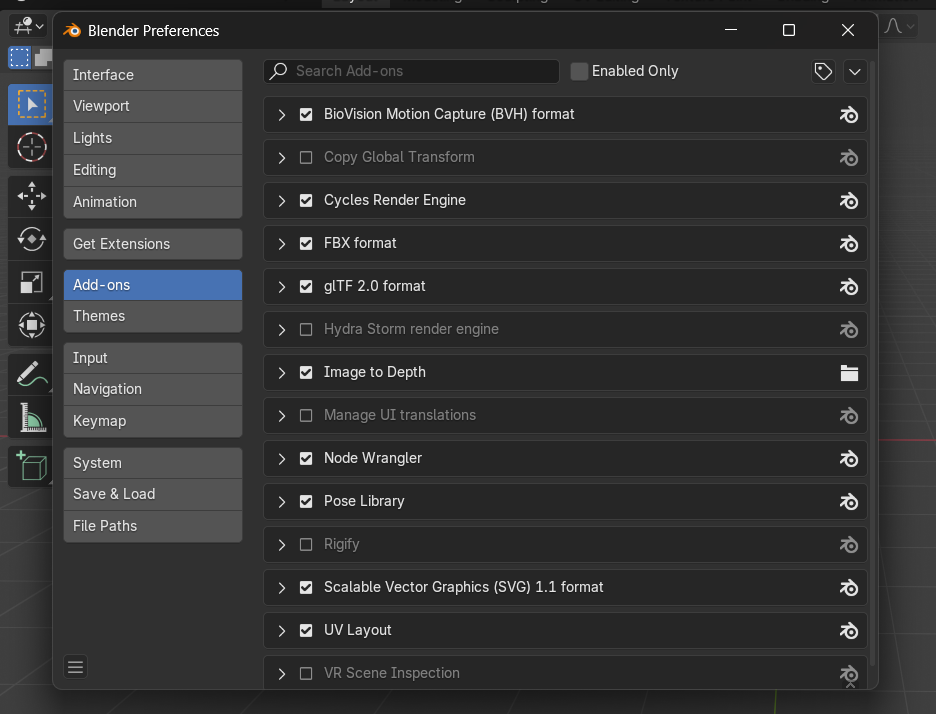 Blender Preferences
Interface
Viewport
Lights
Editing
Animation
Get Extensions
Add-ons
Themes
Input
Navigation
Keymap
System
Save & Load
File Paths
Search Add-ons
Enabled Only
BioVision Motion Capture (BVH) format
Copy Global Transform
Cycles Render Engine
FBX format
glTF 2.0 format
Hydra Storm render engine
Image to Depth
Manage UI translations
Node Wrangler
Pose Library
Rigify
Scalable Vector Graphics (SVG) 1.1 format
UV Layout
VR Scene Inspection